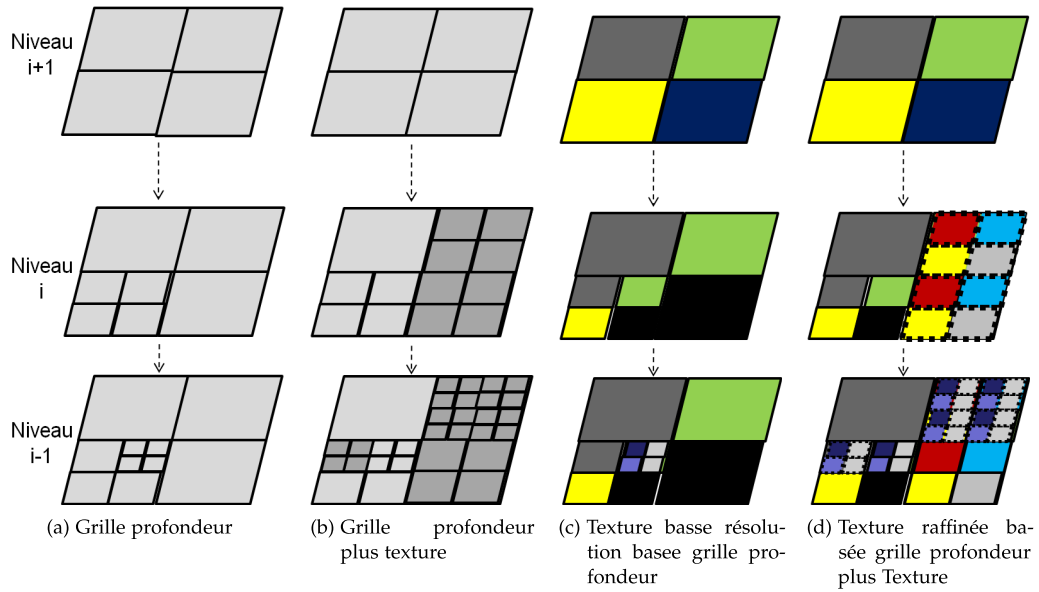 Niveau
i+1
Niveau
i
Niveau
i-1
(a) Grille profondeur
(b) Grille profondeur
plus texture
(c) Texture basse résolu-
tion basee grille pro-
fondeur
(d) Texture raffinée ba-
sée grille profondeur
plus Texture